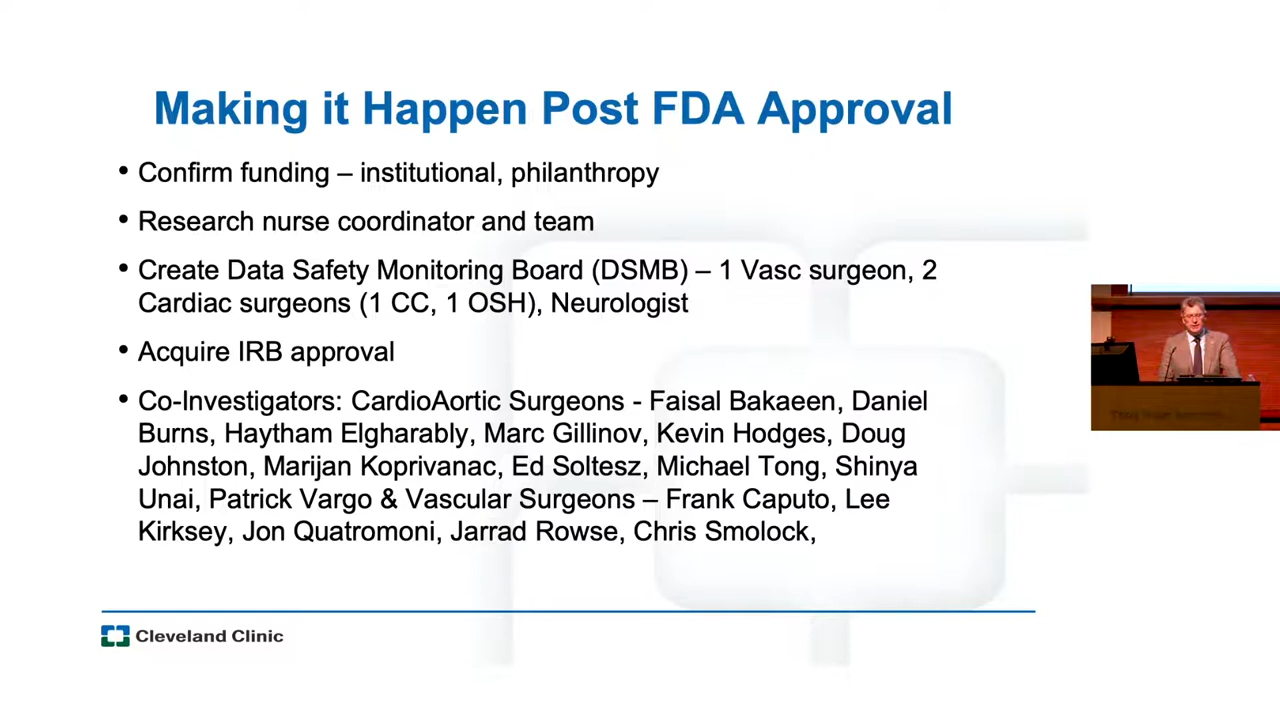 Making it Happen Post FDA Approval
• Confirm funding – institutional, philanthropy
• Research nurse coordinator and team
• Create Data Safety Monitoring Board (DSMB) – 1 Vasc surgeon, 2
Cardiac surgeons (1 CC, 1 OSH), Neurologist
• Acquire IRB approval
• Co-Investigators: CardioAortic Surgeons - Faisal Bakaeen, Daniel
Burns, Haytham Elgharably, Marc Gillinov, Kevin Hodges, Doug
Johnston, Marijan Koprivanac, Ed Soltesz, Michael Tong, Shinya
Unai, Patrick Vargo & Vascular Surgeons – Frank Caputo, Lee
Kirksey, Jon Quatromoni, Jarrad Rowse, Chris Smolock,
Cleveland Clinic